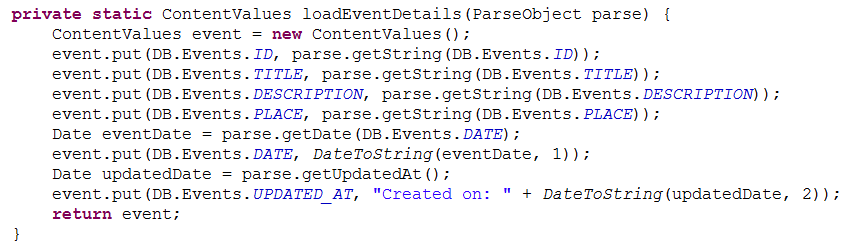 private static ContentValues loadEventDetails(ParseObject parse) {
    ContentValues event = new ContentValues();
    event.put(DB.Events.ID, parse.getString(DB.Events.ID));
    event.put(DB.Events.TITLE, parse.getString(DB.Events.TITLE));
    event.put(DB.Events.DESCRIPTION, parse.getString(DB.Events.DESCRIPTION));
    event.put(DB.Events.PLACE, parse.getString(DB.Events.PLACE));
    Date eventDate = parse.getDate(DB.Events.DATE);
    event.put(DB.Events.DATE, DateToString(eventDate, 1));
    Date updatedDate = parse.getUpdatedAt();
    event.put(DB.Events.UPDATED_AT, "Created on: " + DateToString(updatedDate, 2));
    return event;
}